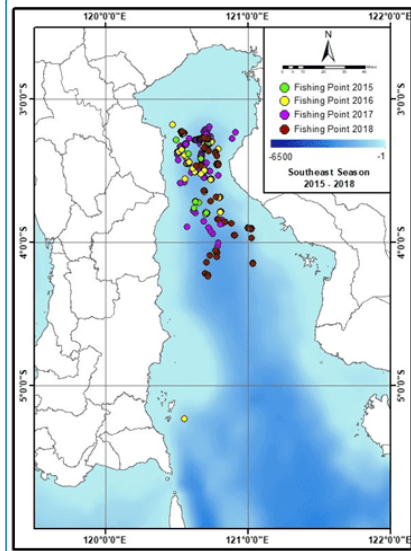 120°0'0"E 121°0'0"E 122°0'0"E
N
Fishing Point 2015
Fishing Point 2016
Fishing Point 2017
Fishing Point 2018
-6500 -1
Southeast Season
2015 - 2018
3°0'0"S 3°0'0"S
4°0'0"S 4°0'0"S
5°0'0"S 5°0'0"S
120°0'0"E 121°0'0"E 122°0'0"E